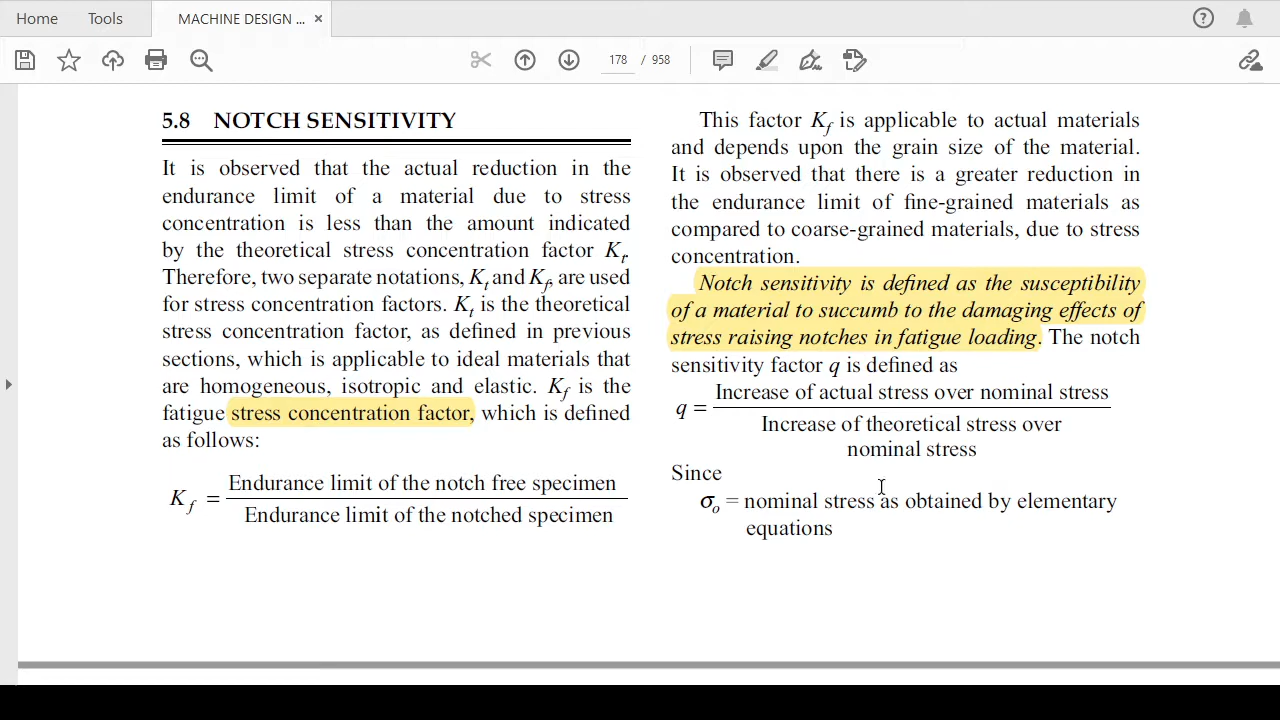 Home
Tools
MACHINE DESIGN ...
178 / 958
5.8 NOTCH SENSITIVITY
It is observed that the actual reduction in the
endurance limit of a material due to stress
concentration is less than the amount indicated
by the theoretical stress concentration factor Kt.
Therefore, two separate notations, Kt and Kf, are used
for stress concentration factors. Kt is the theoretical
stress concentration factor, as defined in previous
sections, which is applicable to ideal materials that
are homogeneous, isotropic and elastic. Kf is the
fatigue stress concentration factor, which is defined
as follows:
Kf = Endurance limit of the notch free specimen
Endurance limit of the notched specimen
This factor Kf is applicable to actual materials
and depends upon the grain size of the material.
It is observed that there is a greater reduction in
the endurance limit of fine-grained materials as
compared to coarse-grained materials, due to stress
concentration.
Notch sensitivity is defined as the susceptibility
of a material to succumb to the damaging effects of
stress raising notches in fatigue loading. The notch
sensitivity factor q is defined as
q = Increase of actual stress over nominal stress
Increase of theoretical stress over
nominal stress
Since
σo = nominal stress as obtained by elementary
equations